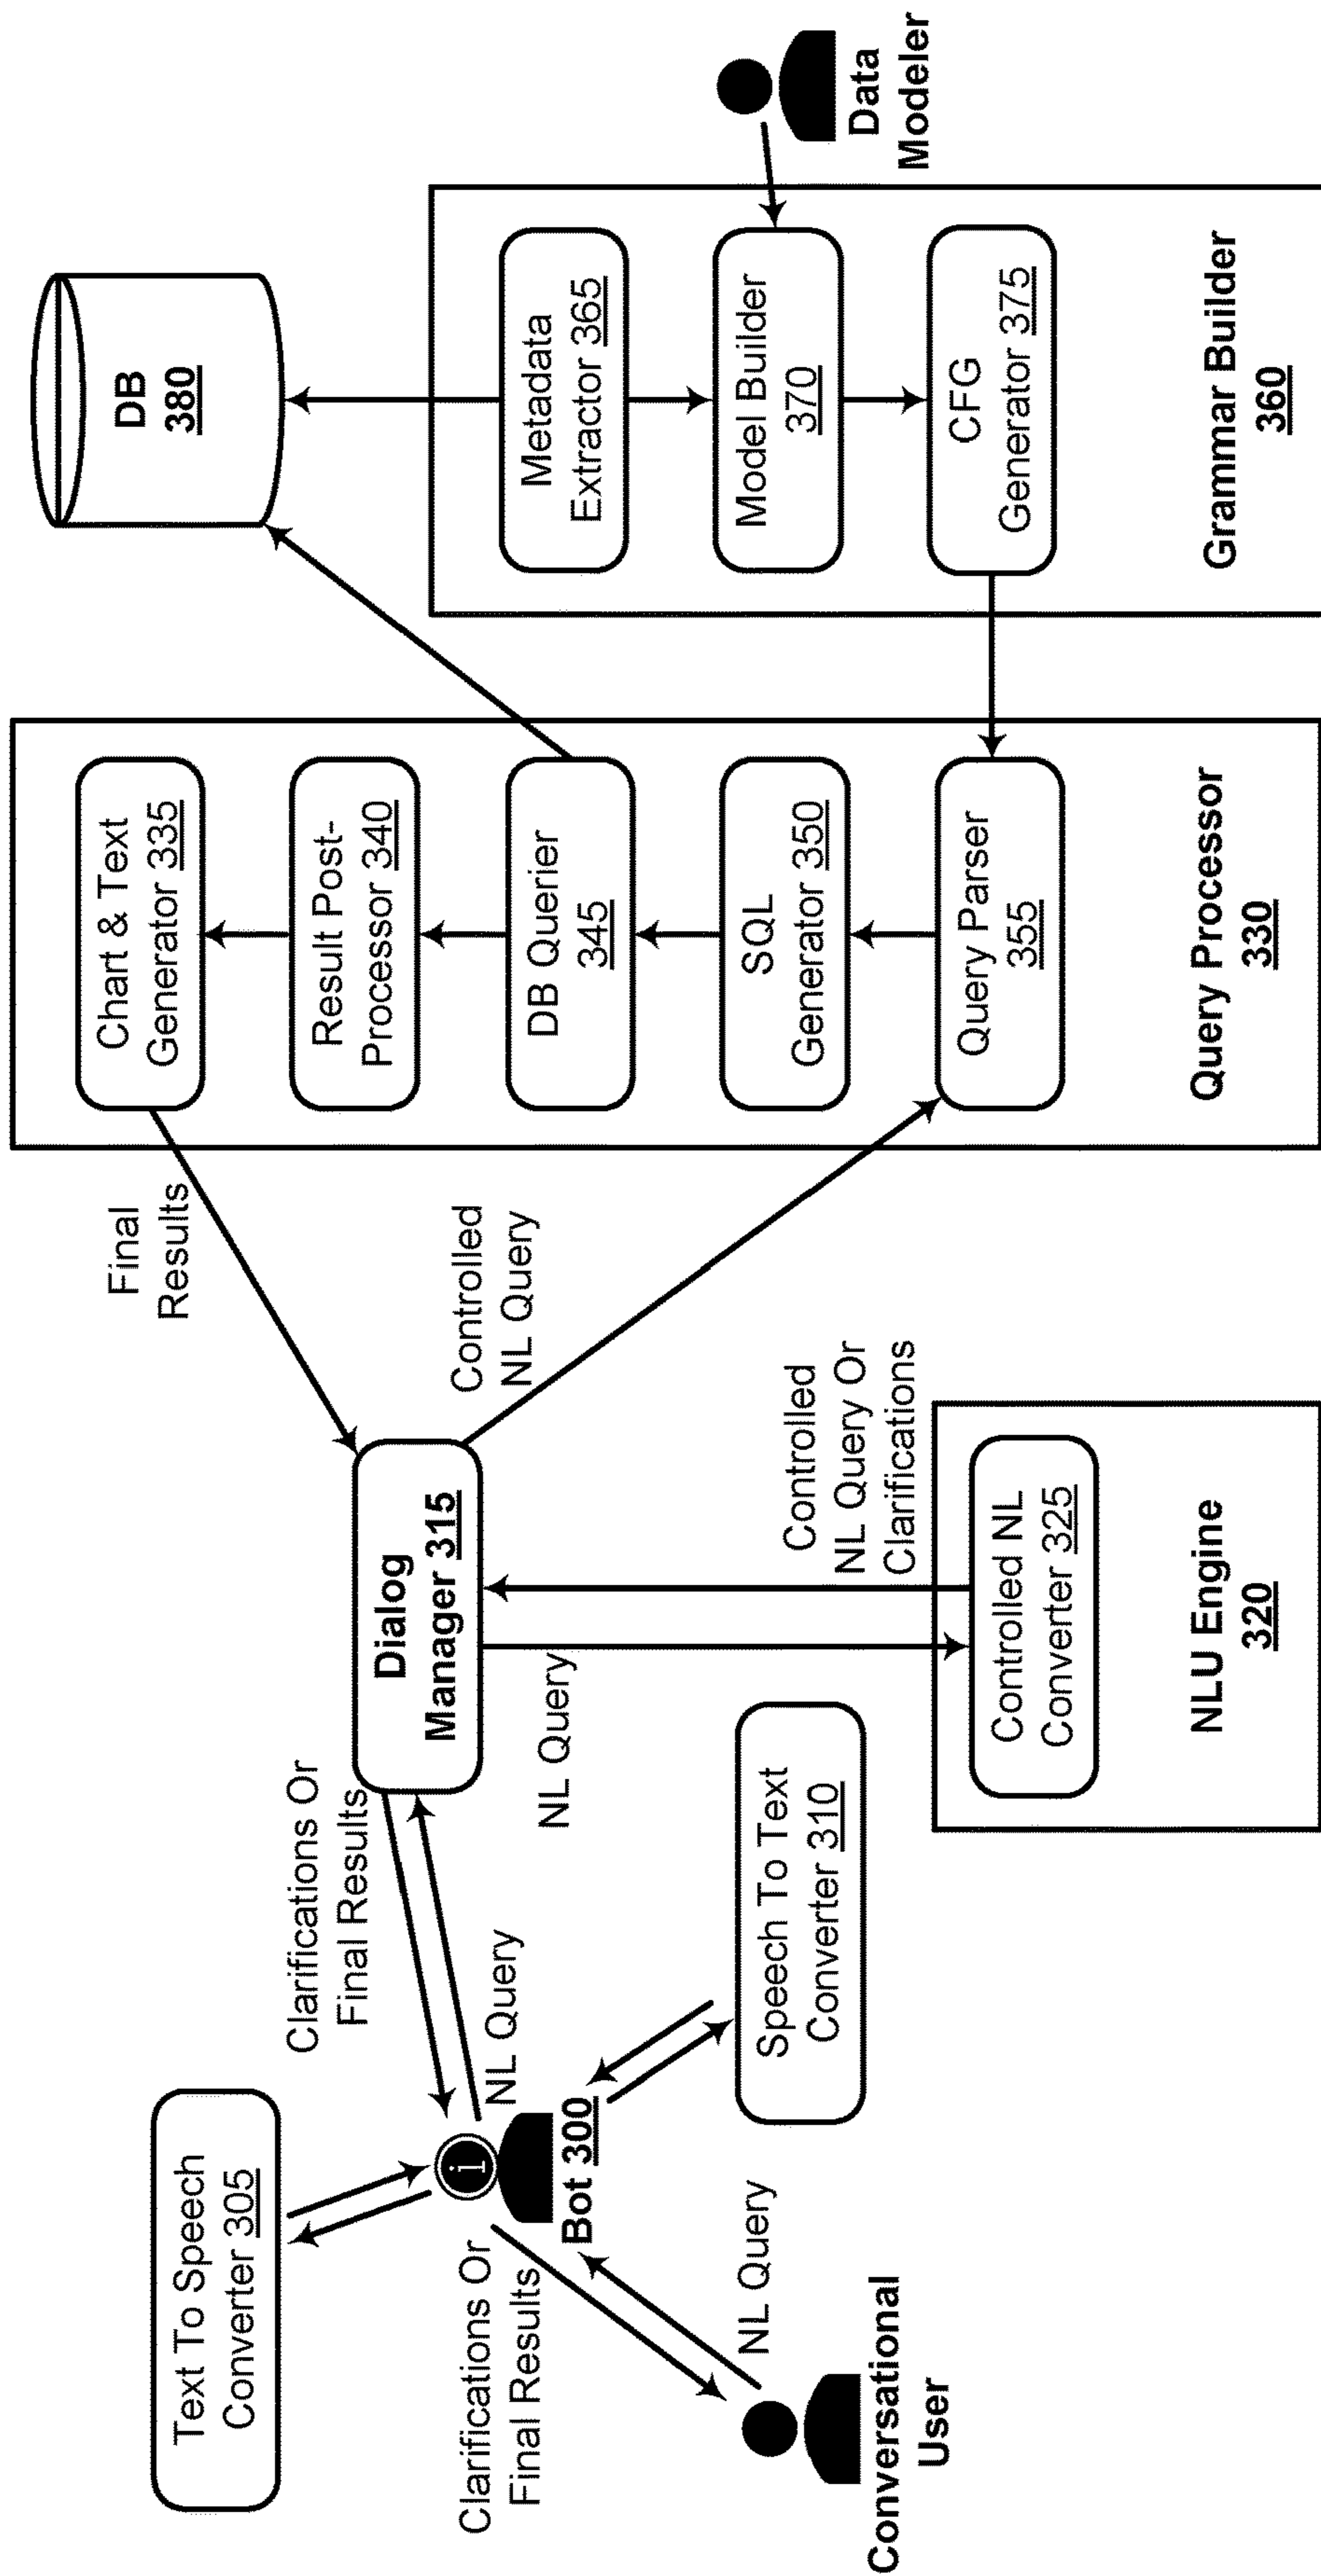 Text To Speech
Converter 305
Clarifications Or
Final Results
NL Query
Bot 300
i
Clarifications Or
Final Results
NL Query
Conversational
User
Speech To Text
Converter 310
Dialog
Manager 315
NL Query
Controlled
NL Query Or
Clarifications
Controlled NL
Converter 325
NLU Engine
320
Final
Results
Controlled
NL Query
Chart & Text
Generator 335
Result Post-
Processor 340
DB Querier
345
SQL
Generator 350
Query Parser
355
Query Processor
330
DB
380
Metadata
Extractor 365
Model Builder
370
CFG
Generator 375
Grammar Builder
360
Data
Modeler